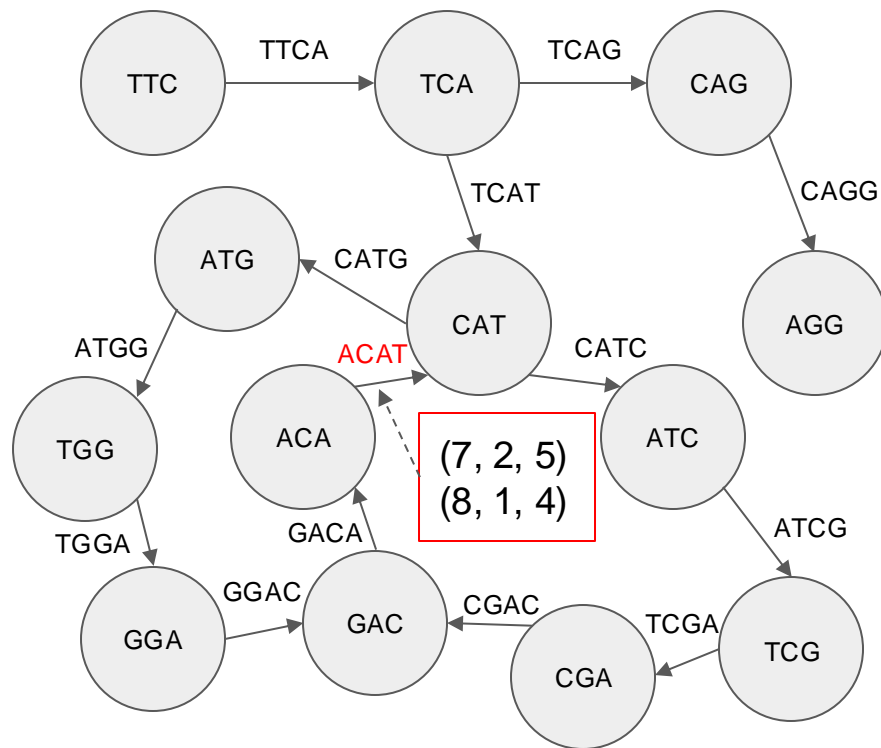 TTCA
TCAG
TTC
TCA
CAG
TCAT
CAGG
ATG
CATG
CAT
AGG
ATGG
ACAT
CATC
TGG
ACA
ATC
(7, 2, 5)
(8, 1, 4)
TGGA
GACA
ATCG
GGAC
CGAC
TCGA
GGA
GAC
CGA
TCG